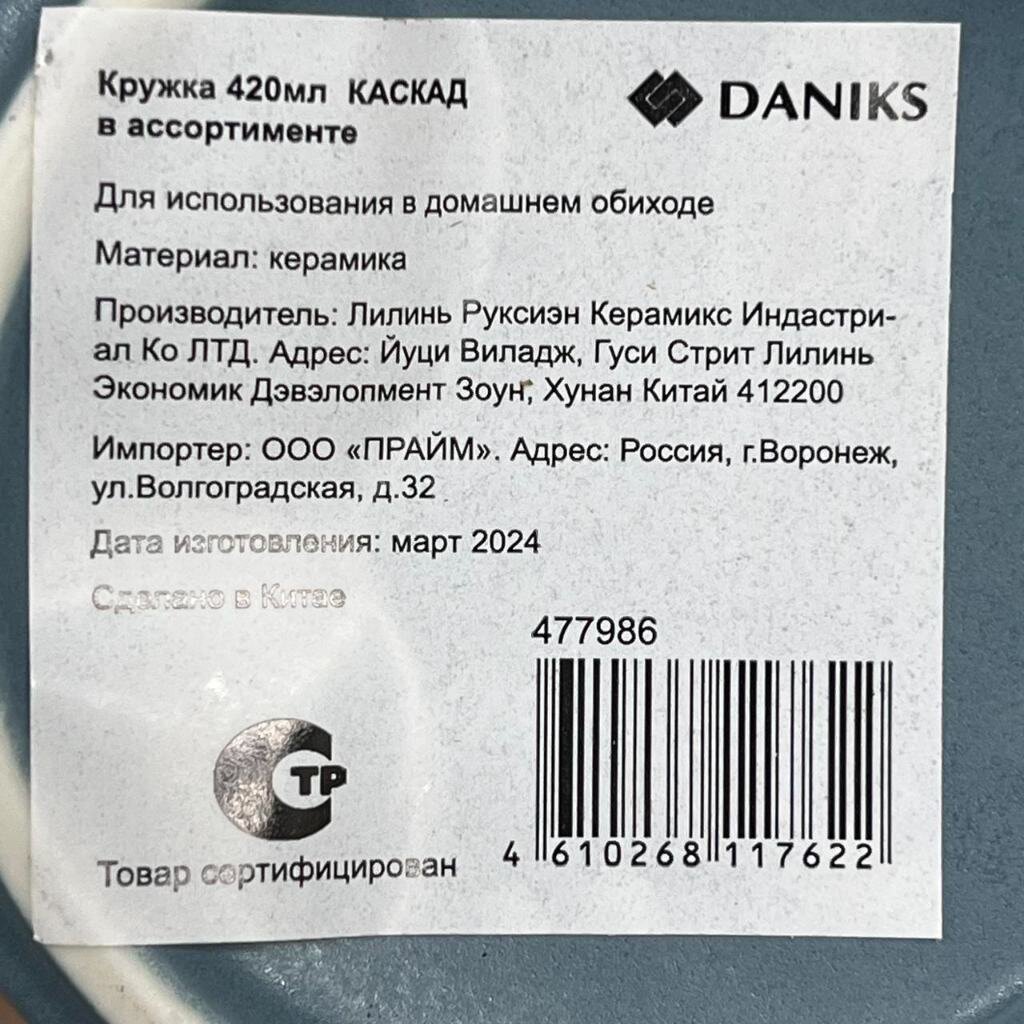 Кружка 420мл КАСКАД
DANIKS
в ассортименте
Для использования в домашнем обиходе
Материал: керамика
Производитель: Лилинь Руксиэн Керамикс Индастри-
ал Ко ЛТД. Адрес: Йуци Виладж, Гуси Стрит Лилинь
Экономик Дэвэлопмент Зоун, Хунан Китай 412200
Импортер: ООО «ПРАЙМ». Адрес: Россия, г.Воронеж,
ул.Волгоградская, д.32
Дата изготовления: март 2024
Сделано в Китае
477986
СТР
Товар сертифицирован
4 610268 117622